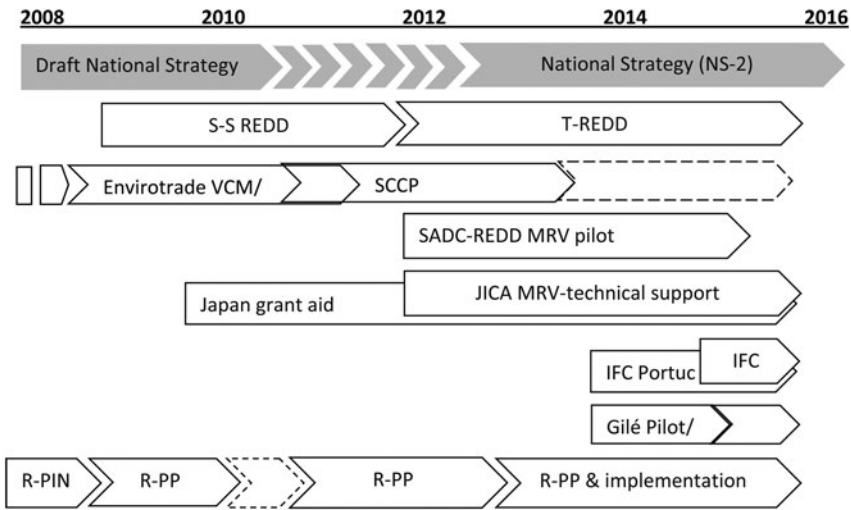 2008 2010 2012 2014 2016
Draft National Strategy National Strategy (NS-2)
S-S REDD T-REDD
Envirotrade VCM/ SCCP
SADC-REDD MRV pilot
Japan grant aid JICA MRV-technical support
IFC Portuc IFC
Gilé Pilot/
R-PIN R-PP R-PP R-PP & implementation